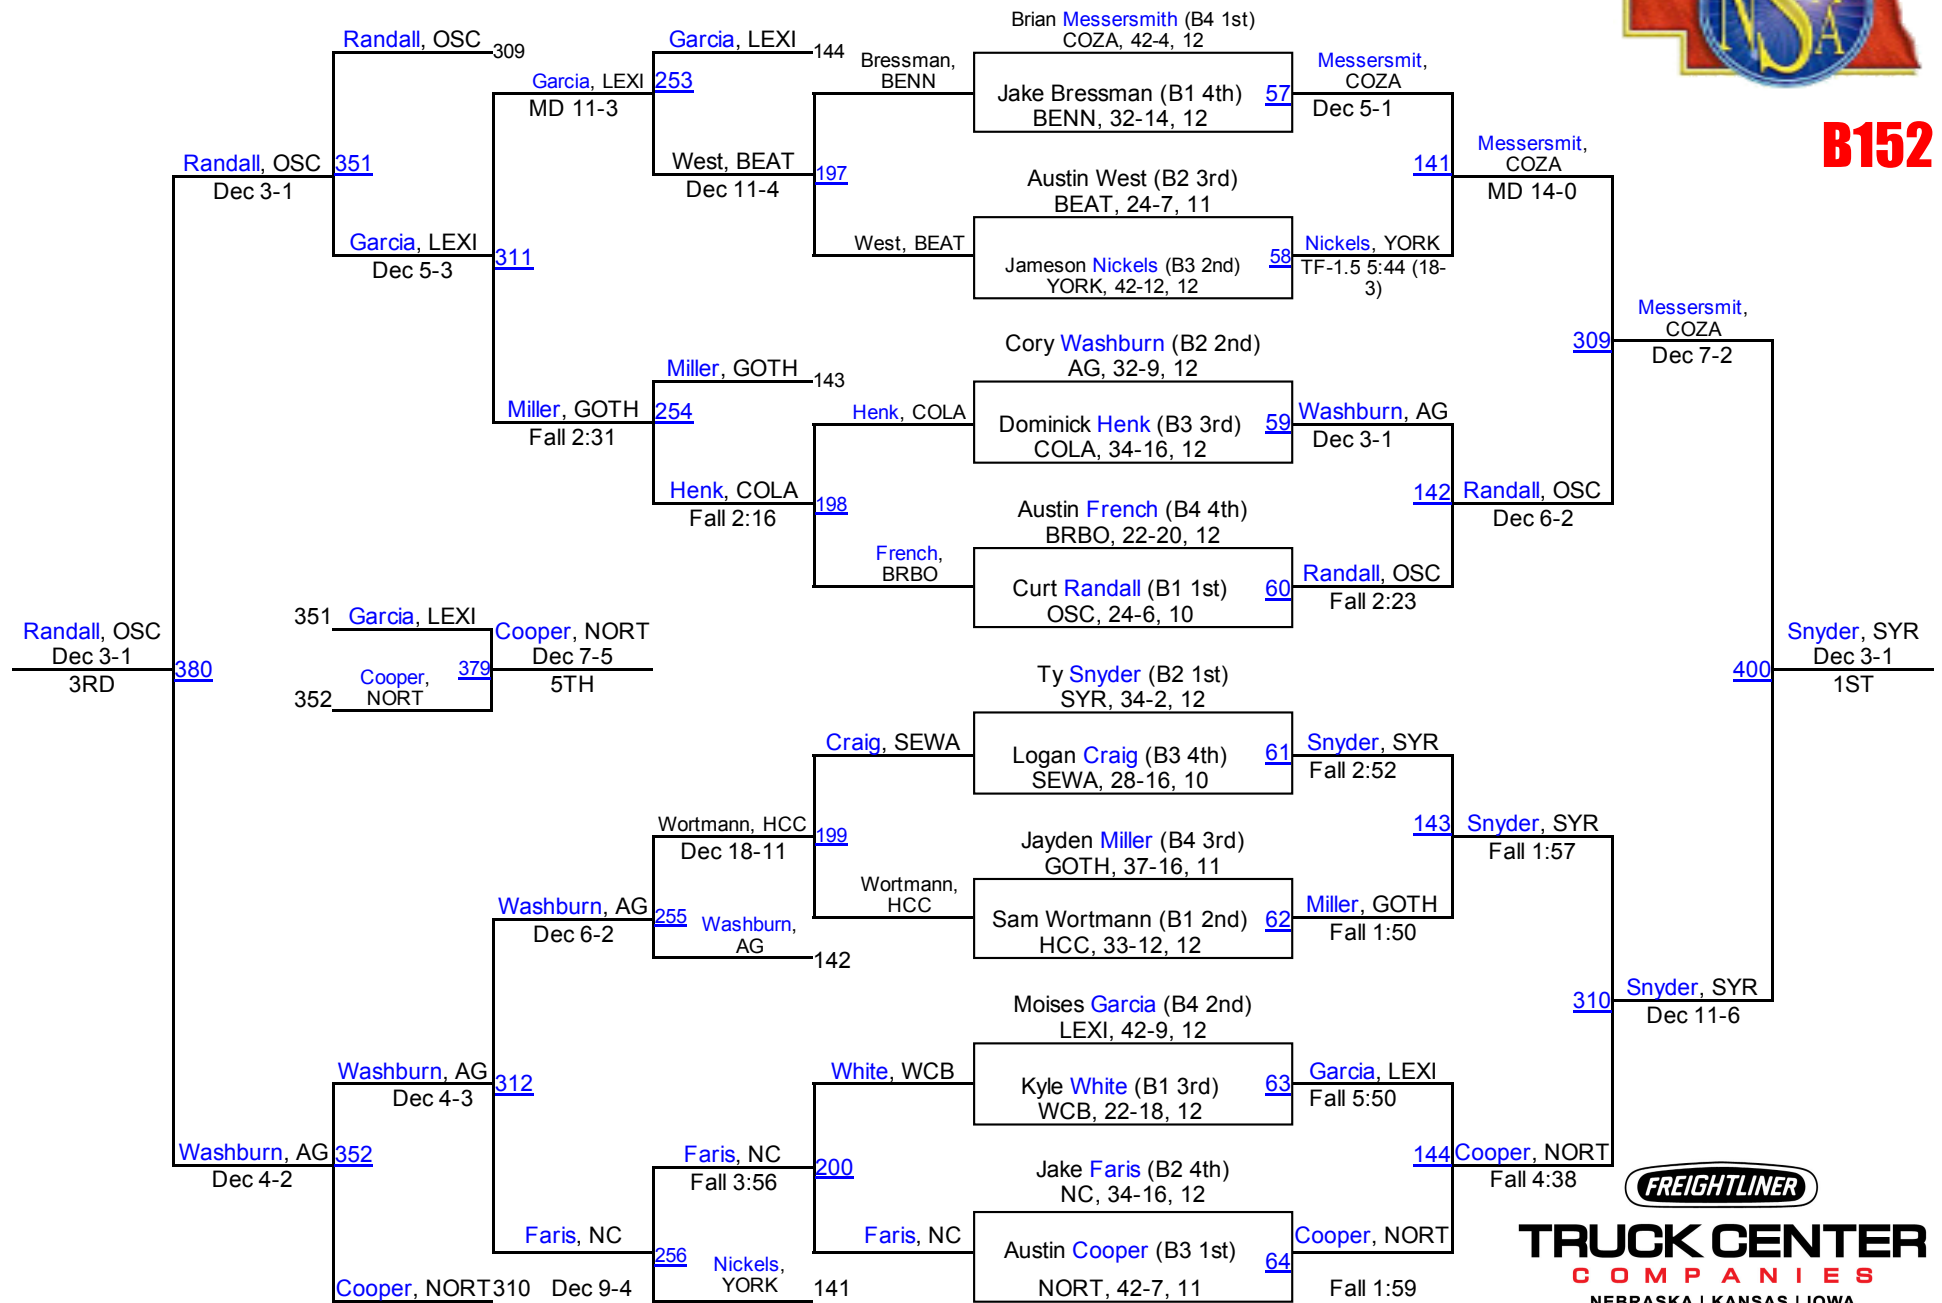 Randall, OSC
309
Randall, OSC
Dec 3-1
351
Garcia, LEXI
Dec 5-3
311
Garcia, LEXI
MD 11-3
253
Garcia, LEXI
144
West, BEAT
Dec 11-4
197
Bressman,
BENN
West, BEAT
Miller, GOTH
Fall 2:31
254
Miller, GOTH
143
Henk, COLA
Fall 2:16
198
Henk, COLA
French,
BRBO
Randall, OSC
Dec 3-1
3RD
380
351
Garcia, LEXI
352
Cooper,
NORT
379
Cooper, NORT
Dec 7-5
5TH
Craig, SEWA
Wortmann, HCC
Dec 18-11
199
Wortmann,
HCC
Washburn, AG
Dec 6-2
255
Washburn,
AG
142
Washburn, AG
Dec 4-3
312
Washburn, AG
Dec 4-2
352
White, WCB
Faris, NC
Fall 3:56
200
Faris, NC
Faris, NC
Dec 9-4
256
Nickels,
YORK
141
Cooper, NORT
310
Brian Messersmith (B4 1st)
COZA, 42-4, 12
Jake Bressman (B1 4th)
BENN, 32-14, 12
57
Messersmit,
COZA
Dec 5-1
Austin West (B2 3rd)
BEAT, 24-7, 11
Jameson Nickels (B3 2nd)
YORK, 42-12, 12
58
Nickels, YORK
TF-1.5 5:44 (18-
3)
141
Messersmit,
COZA
MD 14-0
Cory Washburn (B2 2nd)
AG, 32-9, 12
Dominick Henk (B3 3rd)
COLA, 34-16, 12
59
Washburn, AG
Dec 3-1
Austin French (B4 4th)
BRBO, 22-20, 12
Curt Randall (B1 1st)
OSC, 24-6, 10
60
Randall, OSC
Fall 2:23
142
Randall, OSC
Dec 6-2
309
Messersmit,
COZA
Dec 7-2
Ty Snyder (B2 1st)
SYR, 34-2, 12
Logan Craig (B3 4th)
SEWA, 28-16, 10
61
Snyder, SYR
Fall 2:52
Jayden Miller (B4 3rd)
GOTH, 37-16, 11
Sam Wortmann (B1 2nd)
HCC, 33-12, 12
62
Miller, GOTH
Fall 1:50
143
Snyder, SYR
Fall 1:57
Moises Garcia (B4 2nd)
LEXI, 42-9, 12
Kyle White (B1 3rd)
WCB, 22-18, 12
63
Garcia, LEXI
Fall 5:50
Jake Faris (B2 4th)
NC, 34-16, 12
Austin Cooper (B3 1st)
NORT, 42-7, 11
64
Cooper, NORT
Fall 1:59
144
Cooper, NORT
Fall 4:38
310
Snyder, SYR
Dec 11-6
400
Snyder, SYR
Dec 3-1
1ST
NSA
B152
FREIGHTLINER
TRUCK CENTER
COMPANIES
NEBRASKA | KANSAS | IOWA